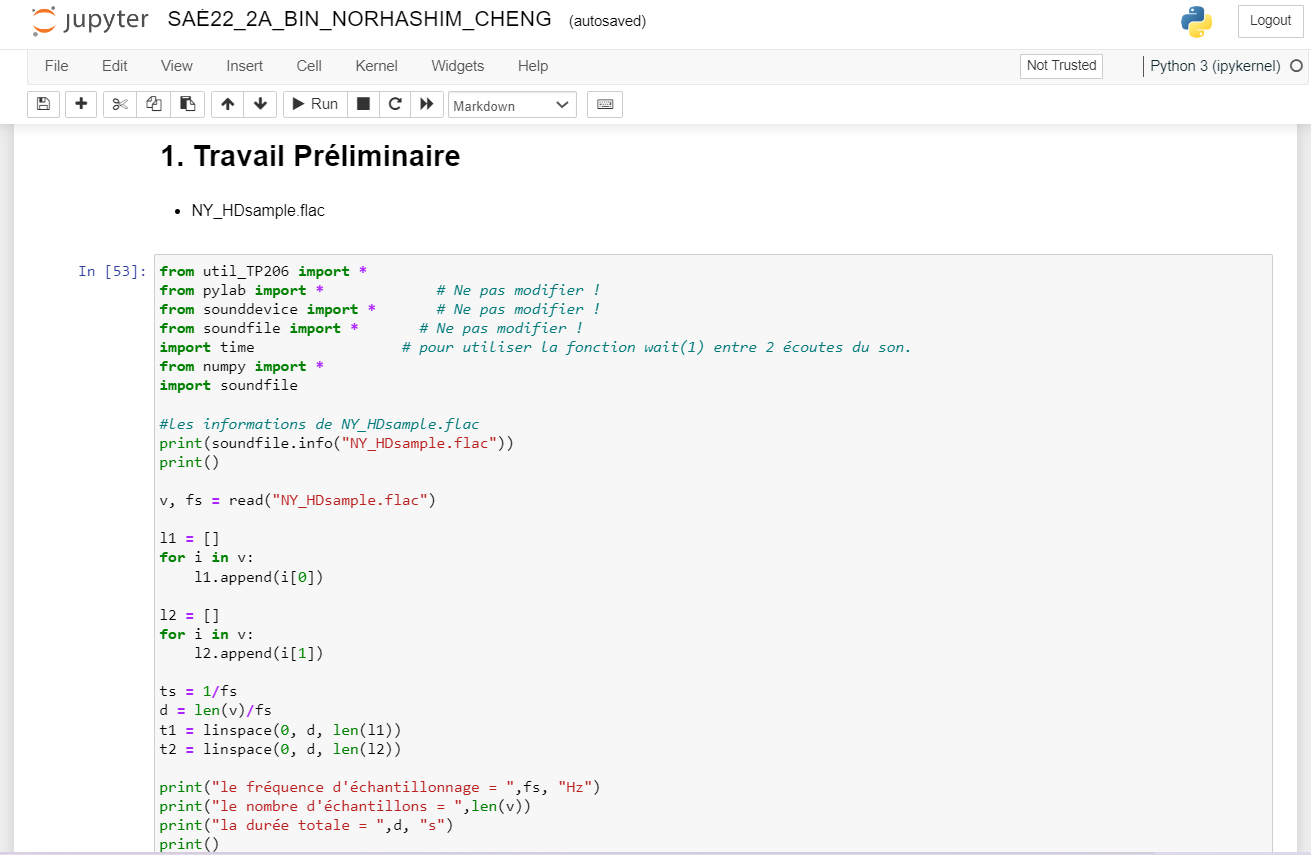 jupyter SAÉ22_2A_BIN_NORHASHIM_CHENG (autosaved)
Logout
File Edit View Insert Cell Kernel Widgets Help
Not Trusted
Python 3 (ipykernel)
Run
Markdown
1. Travail Préliminaire
• NY_HDsample.flac
In [53]:
from util_TP206 import *
from pylab import *             # Ne pas modifier !
from sounddevice import *       # Ne pas modifier !
from soundfile import *       # Ne pas modifier !
import time                 # pour utiliser la fonction wait(1) entre 2 écoutes du son.
from numpy import *
import soundfile
#les informations de NY_HDsample.flac
print(soundfile.info("NY_HDsample.flac"))
print()
v, fs = read("NY_HDsample.flac")
l1 = []
for i in v:
    l1.append(i[0])
l2 = []
for i in v:
    l2.append(i[1])
ts = 1/fs
d = len(v)/fs
t1 = linspace(0, d, len(l1))
t2 = linspace(0, d, len(l2))
print("le fréquence d'échantillonnage = ",fs, "Hz")
print("le nombre d'échantillons = ",len(v))
print("la durée totale = ",d, "s")
print()